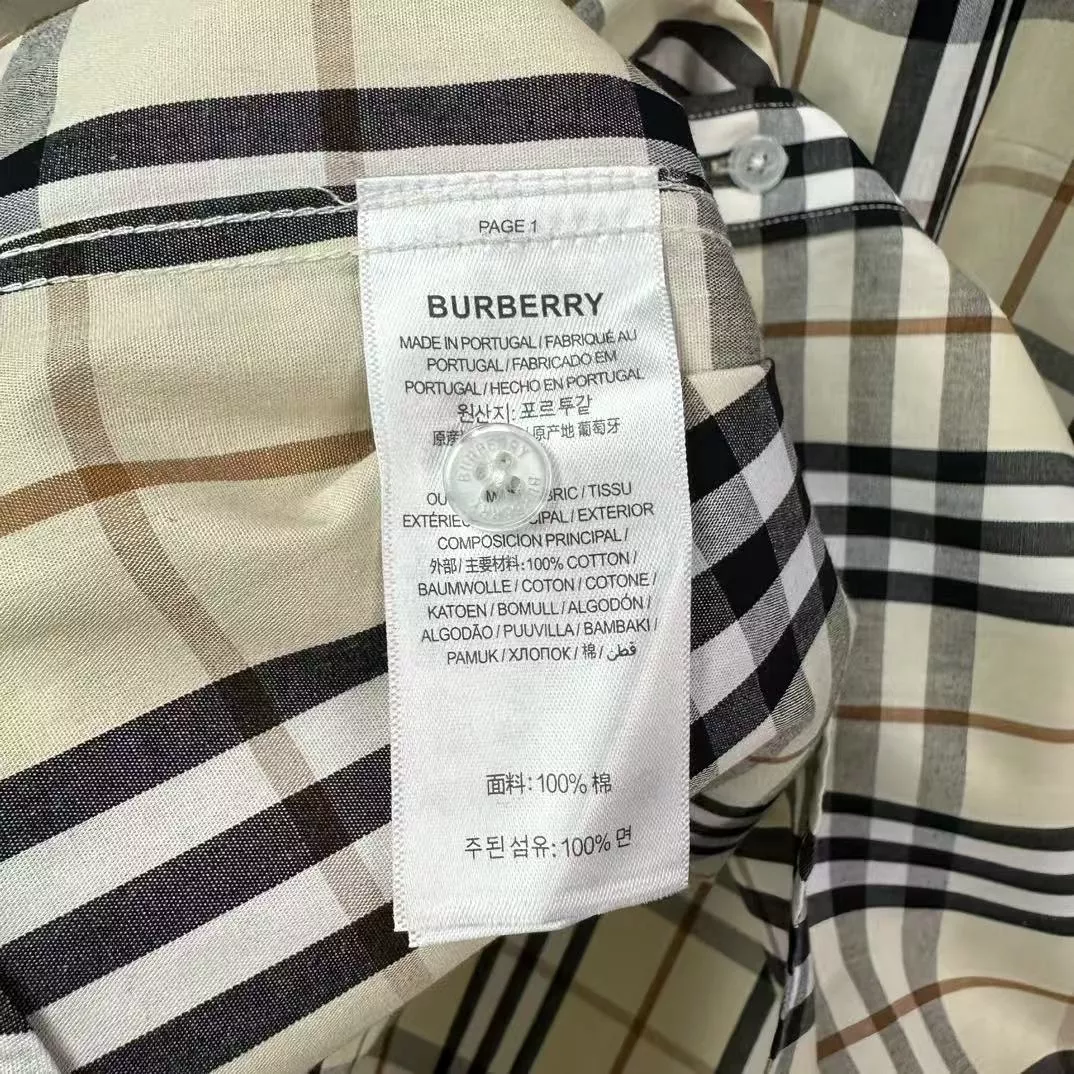 PAGE 1
BURBERRY
MADE IN PORTUGAL / FABRIQUÉ AU
PORTUGAL / FABRICADO EM
PORTUGAL / HECHO EN PORTUGAL
원산지: 포르투갈
/ 原产地 葡萄牙
BURBERRY
/ TISSU
/ EXTERIOR
COMPOSICION PRINCIPAL /
外部 / 主要材料: 100% COTTON /
BAUMWOLLE / COTON / COTONE /
KATOEN / BOMULL / ALGODÓN /
ALGODÃO / PUUVILLA / BAMBAKI /
PAMUK / ХЛОПОК / 棉 / قطن
面料: 100% 棉
주된 섬유: 100% 면